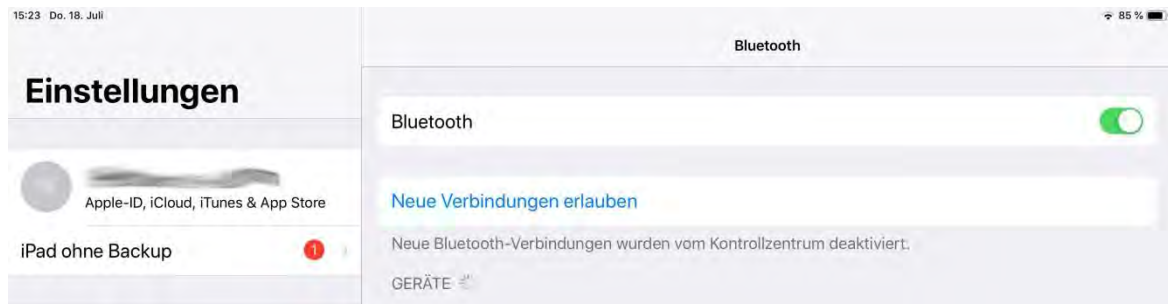 15:23 Do. 18. Juli
85 %
Bluetooth
Einstellungen
Bluetooth
Apple-ID, iCloud, iTunes & App Store
Neue Verbindungen erlauben
iPad ohne Backup
1
Neue Bluetooth-Verbindungen wurden vom Kontrollzentrum deaktiviert.
GERÄTE